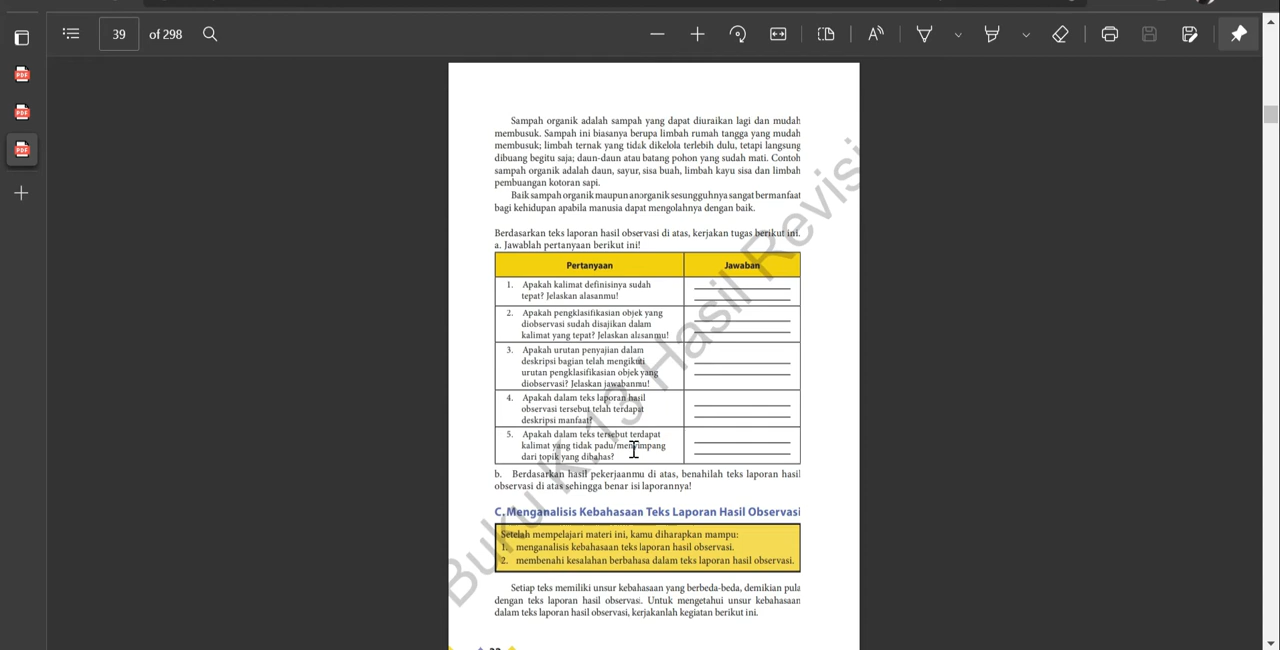 39 of 298
Sampah organik adalah sampah yang dapat diuraikan lagi dan mudah
membusuk. Sampah ini biasanya berupa limbah rumah tangga yang mudah
membusuk; limbah ternak yang tidak dikelola terlebih dulu, tetapi langsung
dibuang begitu saja; daun-daun atau batang pohon yang sudah mati. Contoh
sampah organik adalah daun, sayur, sisa buah, limbah kayu sisa dan limbah
pembuangan kotoran sapi.
Baik sampah organik maupun anorganik sesungguhnya sangat bermanfaat
bagi kehidupan apabila manusia dapat mengolahnya dengan baik.
Berdasarkan teks laporan hasil observasi di atas, kerjakan tugas berikut ini.
a. Jawablah pertanyaan berikut ini!
Pertanyaan
Jawaban
1. Apakah kalimat definisinya sudah
tepat? Jelaskan alasanmu!
2. Apakah pengklasifikasian objek yang
diobservasi sudah disajikan dalam
kalimat yang tepat? Jelaskan alasanmu!
3. Apakah urutan penyajian dalam
deskripsi bagian telah mengikuti
urutan pengklasifikasian objek yang
diobservasi? Jelaskan jawabanmu!
4. Apakah dalam teks laporan hasil
observasi tersebut telah terdapat
deskripsi manfaat?
5. Apakah dalam teks tersebut terdapat
kalimat yang tidak padu/menyimpang
dari topik yang dibahas?
b. Berdasarkan hasil pekerjaanmu di atas, benahilah teks laporan hasil
observasi di atas sehingga benar isi laporannya!
C. Menganalisis Kebahasaan Teks Laporan Hasil Observasi
Setelah mempelajari materi ini, kamu diharapkan mampu:
1. menganalisis kebahasaan teks laporan hasil observasi.
2. membenahi kesalahan berbahasa dalam teks laporan hasil observasi.
Setiap teks memiliki unsur kebahasaan yang berbeda-beda, demikian pula
dengan teks laporan hasil observasi. Untuk mengetahui unsur kebahasaan
dalam teks laporan hasil observasi, kerjakanlah kegiatan berikut ini.
Buku K.13 Hasil Revisi
PDF
PDF
PDF